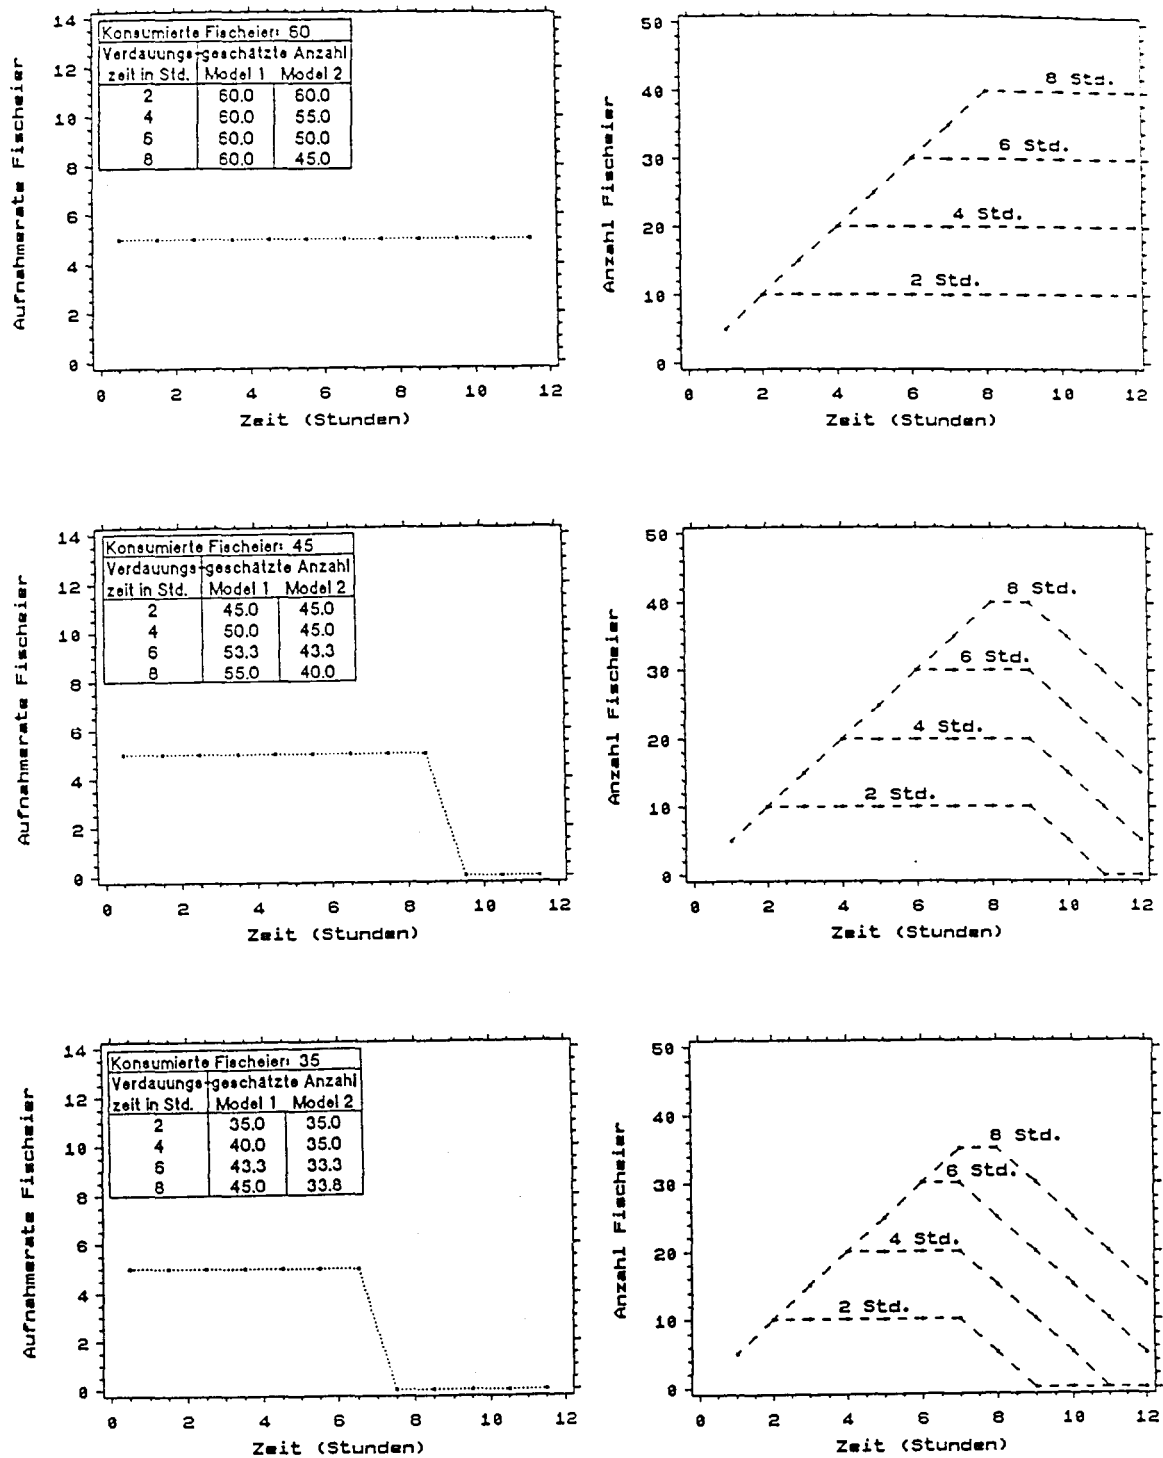 Konsumierte Fischeier: 60
Verdauungs- geschätzte Anzahl
zeit in Std. Model 1 Model 2
2 60.0 60.0
4 60.0 55.0
6 60.0 50.0
8 60.0 45.0
Aufnahmerate Fischeier
14
12
10
8
6
4
2
0
0 2 4 6 8 10 12
Zeit (Stunden)
Anzahl Fischeier
50
40
30
20
10
0
8 Std.
6 Std.
4 Std.
2 Std.
0 2 4 6 8 10 12
Zeit (Stunden)
Konsumierte Fischeier: 45
Verdauungs- geschätzte Anzahl
zeit in Std. Model 1 Model 2
2 45.0 45.0
4 50.0 45.0
6 53.3 43.3
8 55.0 40.0
Aufnahmerate Fischeier
14
12
10
8
6
4
2
0
0 2 4 6 8 10 12
Zeit (Stunden)
Anzahl Fischeier
50
40
30
20
10
0
8 Std.
6 Std.
4 Std.
2 Std.
0 2 4 6 8 10 12
Zeit (Stunden)
Konsumierte Fischeier: 35
Verdauungs- geschätzte Anzahl
zeit in Std. Model 1 Model 2
2 35.0 35.0
4 40.0 35.0
6 43.3 33.3
8 45.0 33.8
Aufnahmerate Fischeier
14
12
10
8
6
4
2
0
0 2 4 6 8 10 12
Zeit (Stunden)
Anzahl Fischeier
50
40
30
20
10
0
8 Std.
6 Std.
4 Std.
2 Std.
0 2 4 6 8 10 12
Zeit (Stunden)